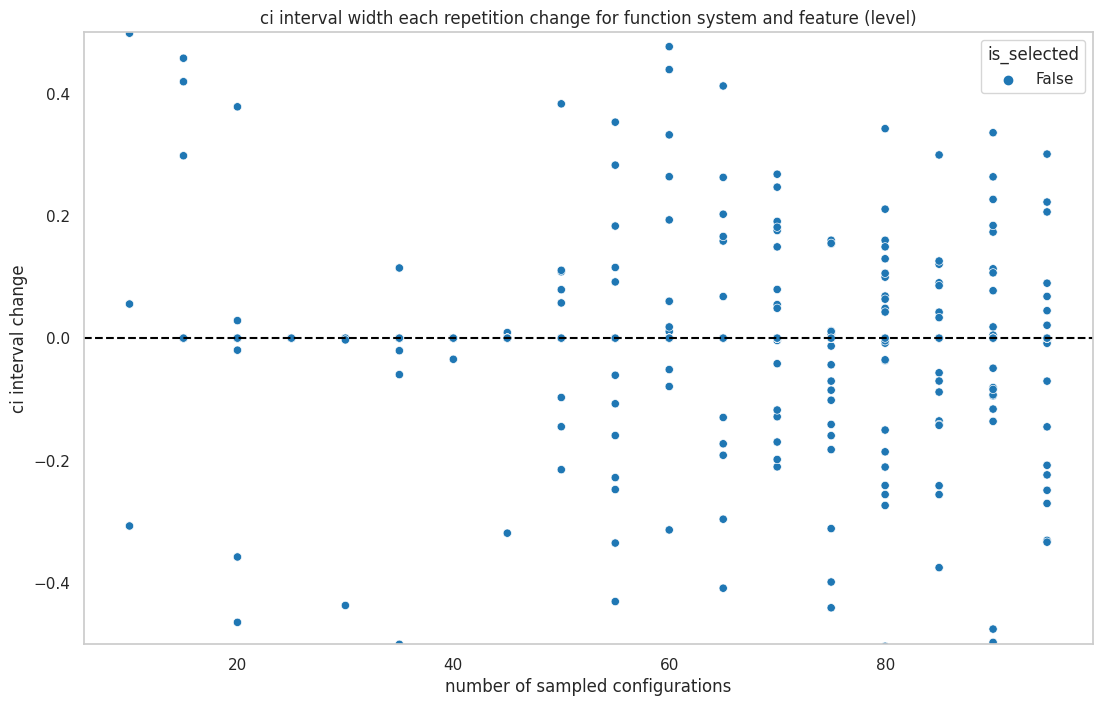 ci interval width each repetition change for function system and feature (level)
is_selected
False
0.4
0.2
0.0
−0.2
−0.4
ci interval change
20
40
60
80
number of sampled configurations